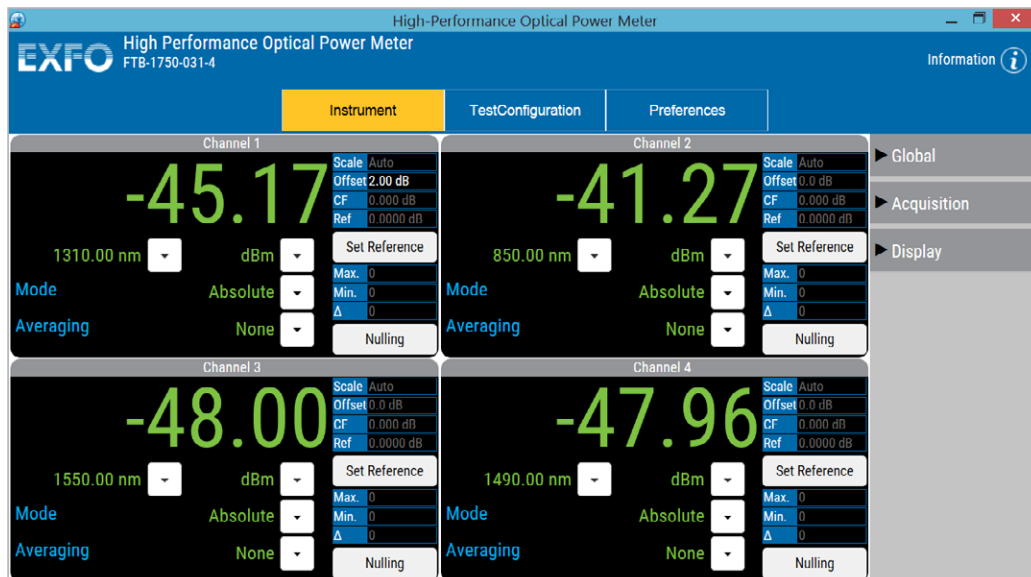 High-Performance Optical Power Meter
EXFO
High Performance Optical Power Meter
FTB-1750-031-4
Information
Instrument
TestConfiguration
Preferences
Channel 1
-45.17
Scale Auto
Offset 2.00 dB
CF 0.000 dB
Ref 0.0000 dB
1310.00 nm
dBm
Set Reference
Mode
Absolute
Max. 0
Min. 0
Δ 0
Averaging
None
Nulling
Channel 2
-41.27
Scale Auto
Offset 0.0 dB
CF 0.000 dB
Ref 0.0000 dB
850.00 nm
dBm
Set Reference
Mode
Absolute
Max. 0
Min. 0
Δ 0
Averaging
None
Nulling
Global
Acquisition
Display
Channel 3
-48.00
Scale Auto
Offset 0.0 dB
CF 0.000 dB
Ref 0.0000 dB
1550.00 nm
dBm
Set Reference
Mode
Absolute
Max. 0
Min. 0
Δ 0
Averaging
None
Nulling
Channel 4
-47.96
Scale Auto
Offset 0.0 dB
CF 0.000 dB
Ref 0.0000 dB
1490.00 nm
dBm
Set Reference
Mode
Absolute
Max. 0
Min. 0
Δ 0
Averaging
None
Nulling